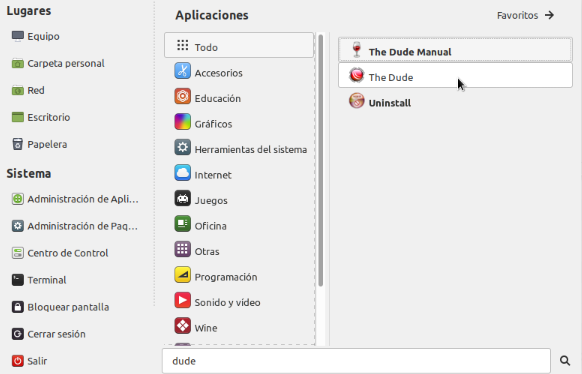 Lugares
Equipo
Carpeta personal
Red
Escritorio
Papelera
Sistema
Administración de Apli...
Administración de Paq...
Centro de Control
Terminal
Bloquear pantalla
Cerrar sesión
Salir
Aplicaciones
Favoritos
Todo
Accesorios
Educación
Gráficos
Herramientas del sistema
Internet
Juegos
Oficina
Otras
Programación
Sonido y vídeo
Wine
The Dude Manual
The Dude
Uninstall
dude